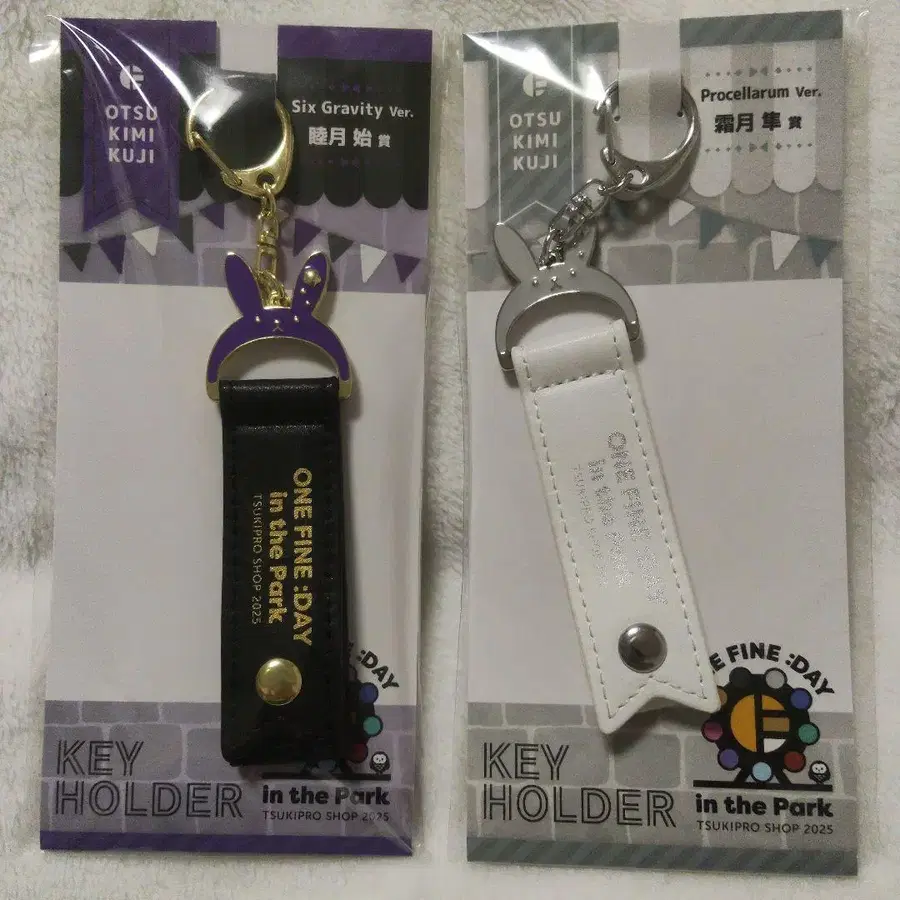 OTSU
KIMI
KUJI
Six Gravity Ver.
睦月 始 賞
ONE FINE :DAY
in the Park
TSUKIPRO SHOP 2025
:DAY
KEY
HOLDER
in the Park
TSUKIPRO SHOP 2025
OTSU
KIMI
KUJI
Procellarum Ver.
霜月 隼 賞
ONE FINE :DAY
in the Park
TSUKIPRO SHOP
FINE :DAY
KEY
HOLDER
in the Park
TSUKIPRO SHOP 2025